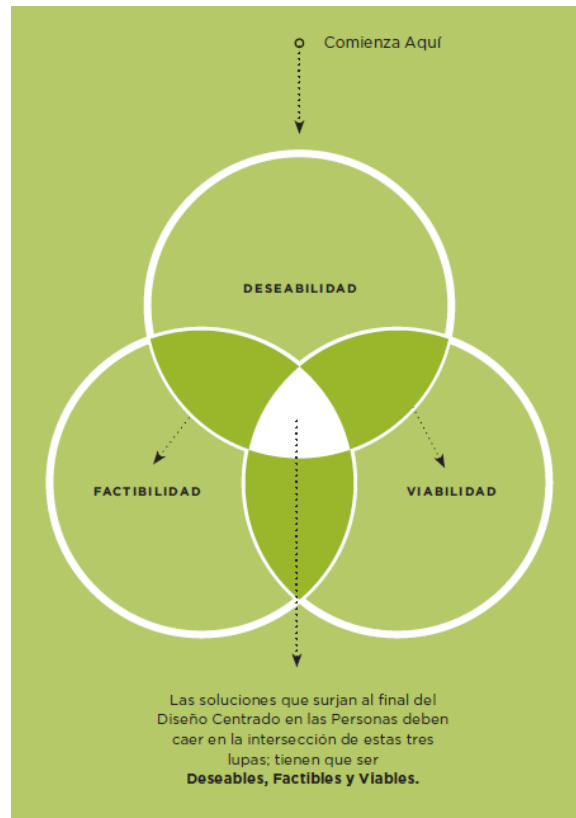 Comienza Aquí
DESEABILIDAD
FACTIBILIDAD
VIABILIDAD
Las soluciones que surjan al final del
Diseño Centrado en las Personas deben
caer en la intersección de estas tres
lupas; tienen que ser
Deseables, Factibles y Viables.